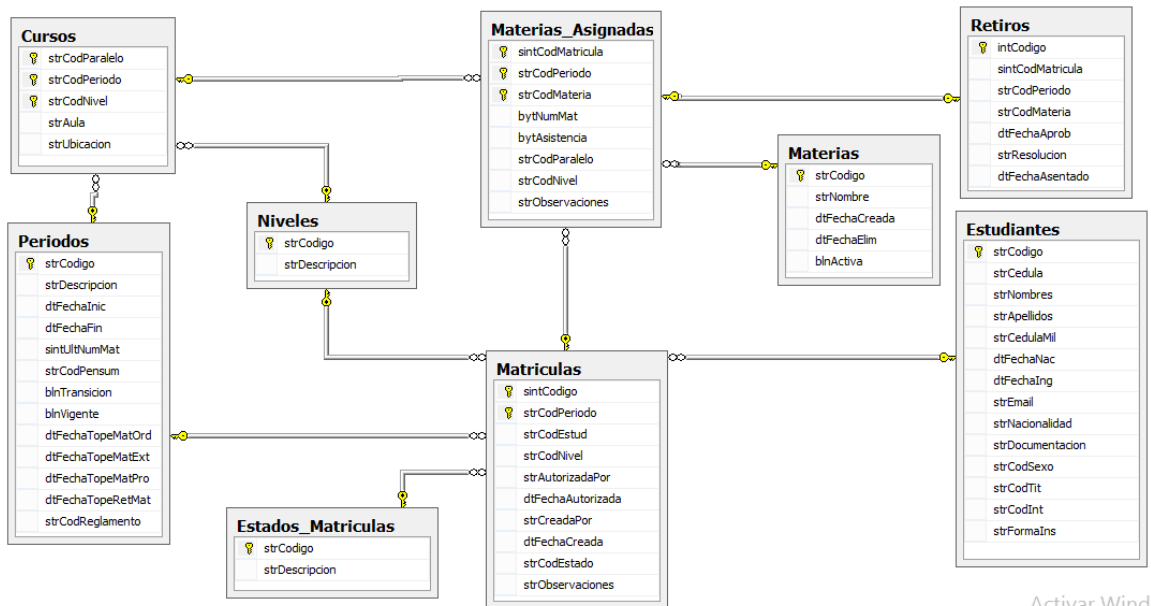 Cursos
strCodParalelo
strCodPeriodo
strCodNivel
strAula
strUbicacion
Materias_Asignadas
sintCodMatricula
strCodPeriodo
strCodMateria
bytNumMat
bytAsistencia
strCodParalelo
strCodNivel
strObservaciones
Retiros
intCodigo
sintCodMatricula
strCodPeriodo
strCodMateria
dtFechaAprob
strResolucion
dtFechaAsentado
Materias
strCodigo
strNombre
dtFechaCreada
dtFechaElim
blnActiva
Niveles
strCodigo
strDescripcion
Periodos
strCodigo
strDescripcion
dtFechaInic
dtFechaFin
sintUltNumMat
strCodPensum
blnTransicion
blnVigente
dtFechaTopeMatOrd
dtFechaTopeMatExt
dtFechaTopeMatPro
dtFechaTopeRetMat
strCodReglamento
Estudiantes
strCodigo
strCedula
strNombres
strApellidos
strCedulaMil
dtFechaNac
dtFechaIng
strEmail
strNacionalidad
strDocumentacion
strCodSexo
strCodTit
strCodInt
strFormaIns
Matriculas
sintCodigo
strCodPeriodo
strCodEstud
strCodNivel
strAutorizadaPor
dtFechaAutorizada
strCreadaPor
dtFechaCreada
strCodEstado
strObservaciones
Estados_Matriculas
strCodigo
strDescripcion
Activar Wind